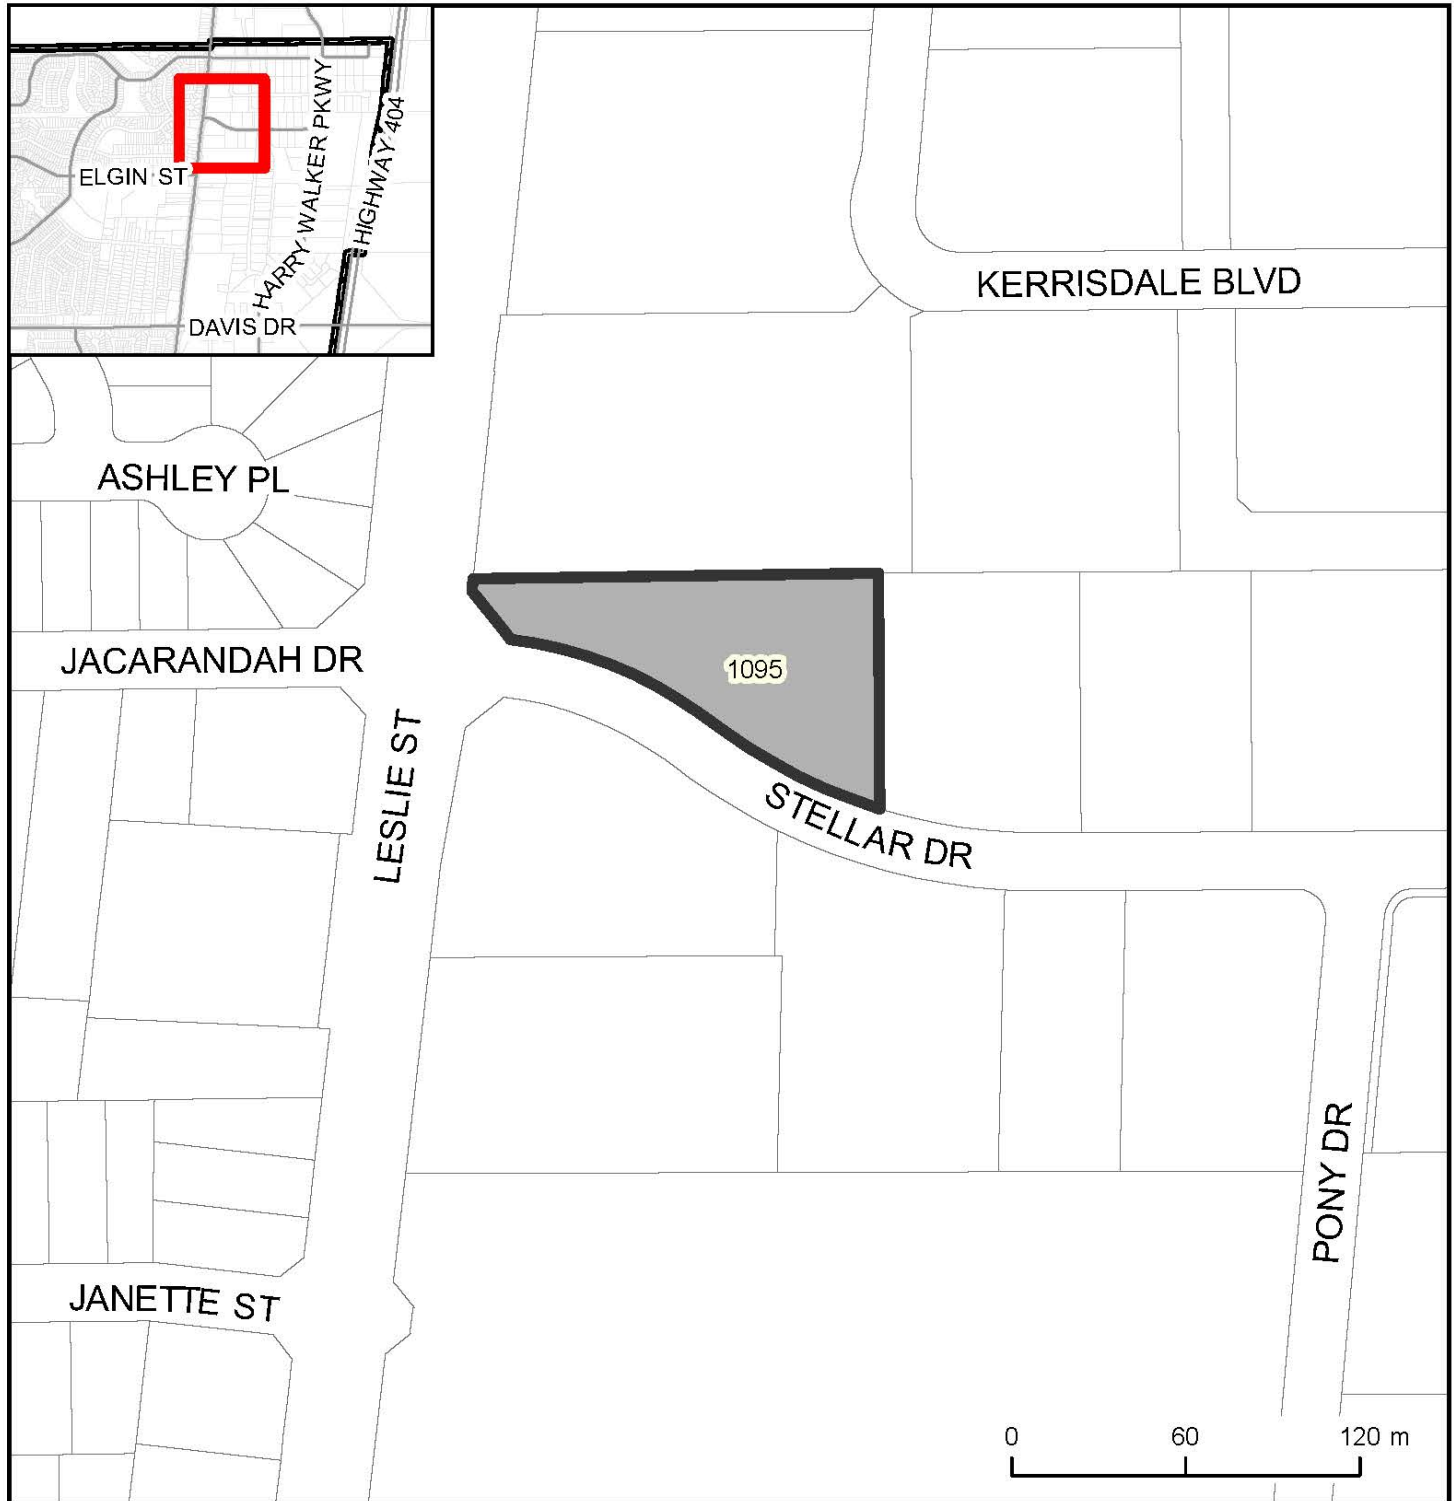 ELGIN ST
HARRY WALKER PKWY
HIGHWAY 404
DAVIS DR
KERRISDALE BLVD
ASHLEY PL
JACARANDAH DR
1095
LESLIE ST
STELLAR DR
PONY DR
JANETTE ST
0 60 120 m